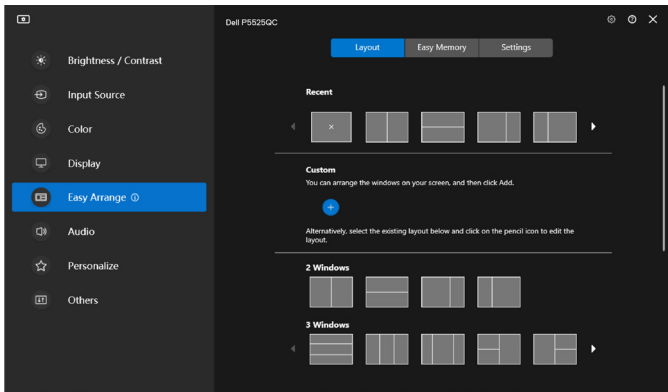 Dell P5525QC
Brightness / Contrast
Input Source
Color
Display
Easy Arrange
Audio
Personalize
Others
Layout
Easy Memory
Settings
Recent
Custom
You can arrange the windows on your screen, and then click Add.
Alternatively, select the existing layout below and click on the pencil icon to edit the
layout.
2 Windows
3 Windows